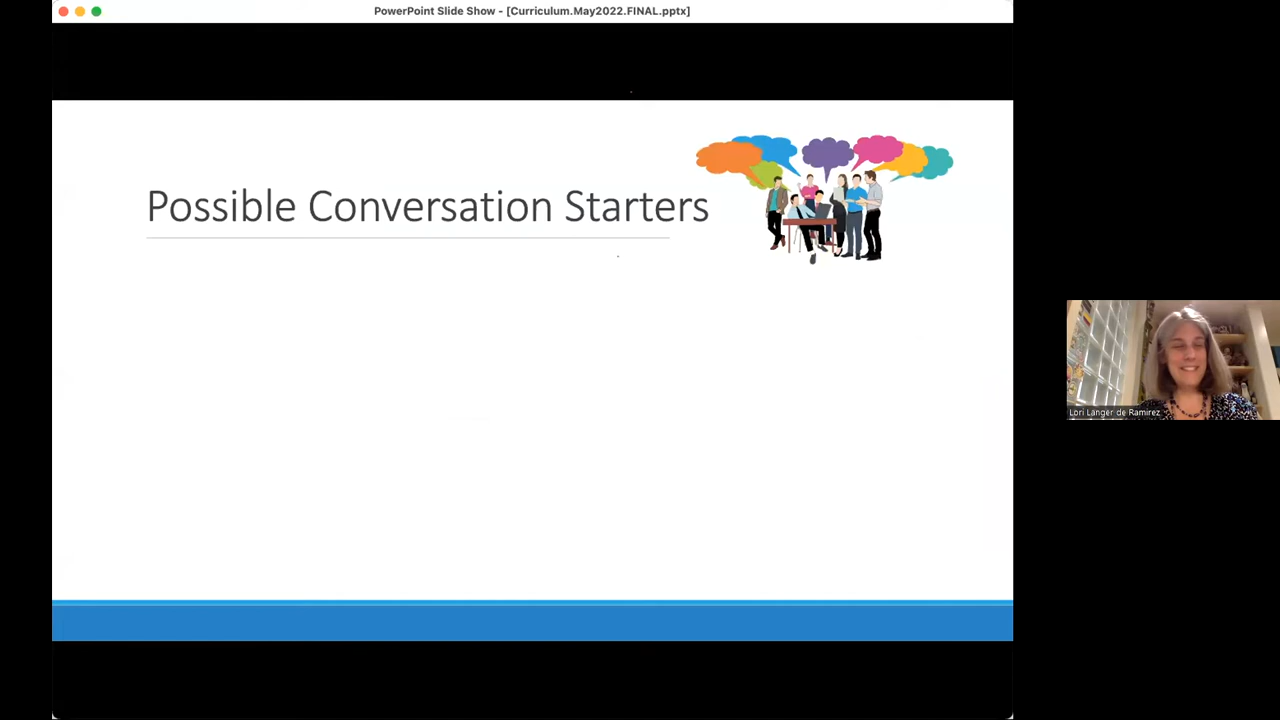 PowerPoint Slide Show - [Curriculum.May2022.FINAL.pptx]
Possible Conversation Starters
Lori Langer de Ramirez